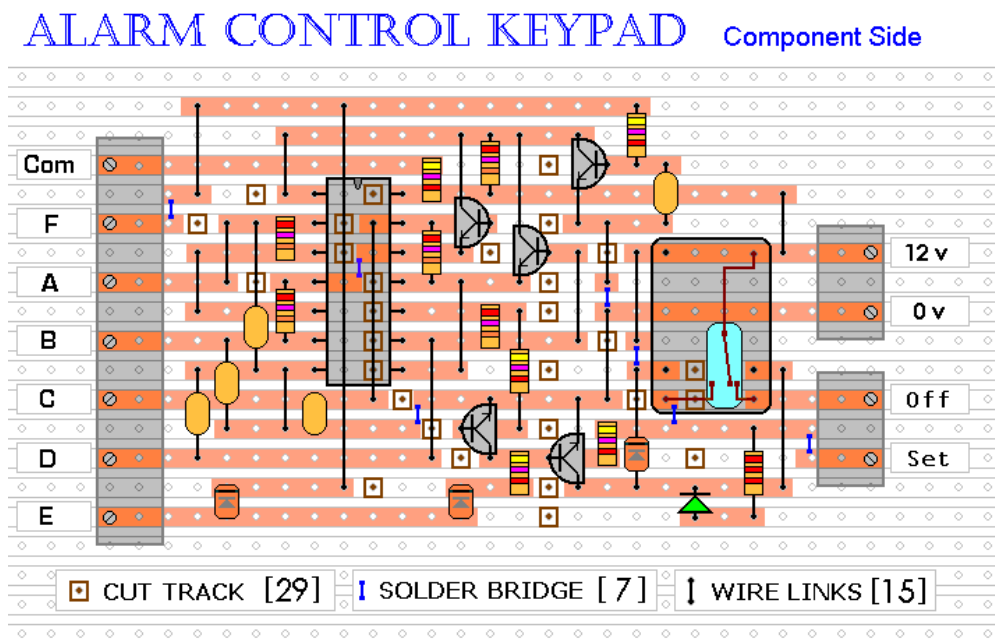 ALARM CONTROL KEYPAD Component Side
Com
F
12 v
A
0 v
B
C
Off
D
Set
E
CUT TRACK [29] SOLDER BRIDGE [7] WIRE LINKS [15]